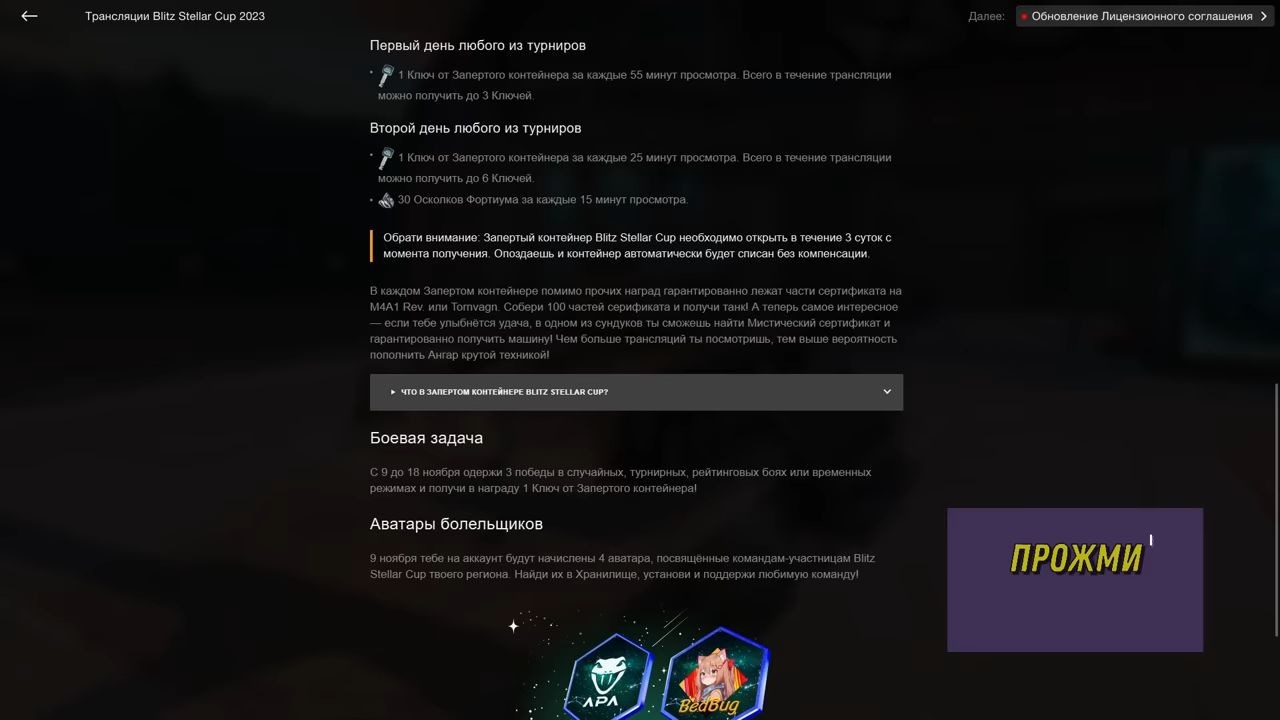 Трансляции Blitz Stellar Cup 2023
Далее:
Обновление Лицензионного соглашения
Первый день любого из турниров
1 Ключ от Запертого контейнера за каждые 55 минут просмотра. Всего в течение трансляции
можно получить до 3 Ключей.
Второй день любого из турниров
1 Ключ от Запертого контейнера за каждые 25 минут просмотра. Всего в течение трансляции
можно получить до 6 Ключей.
30 Осколков Фортиума за каждые 15 минут просмотра.
Обрати внимание: Запертый контейнер Blitz Stellar Cup необходимо открыть в течение 3 суток с
момента получения. Опоздаешь и контейнер автоматически будет списан без компенсации.
В каждом Запертом контейнере помимо прочих наград гарантированно лежат части сертификата на
M4A1 Rev. или Tornvagn. Собери 100 частей серификата и получи танк! А теперь самое интересное
— если тебе улыбнётся удача, в одном из сундуков ты сможешь найти Мистический сертификат и
гарантированно получить машину! Чем больше трансляций ты посмотришь, тем выше вероятность
пополнить Ангар крутой техникой!
ЧТО В ЗАПЕРТОМ КОНТЕЙНЕРЕ BLITZ STELLAR CUP?
Боевая задача
С 9 до 18 ноября одержи 3 победы в случайных, турнирных, рейтинговых боях или временных
режимах и получи в награду 1 Ключ от Запертого контейнера!
Аватары болельщиков
9 ноября тебе на аккаунт будут начислены 4 аватара, посвящённые командам-участницам Blitz
Stellar Cup твоего региона. Найди их в Хранилище, установи и поддержи любимую команду!
ПРОЖМИ
APA
BedBug